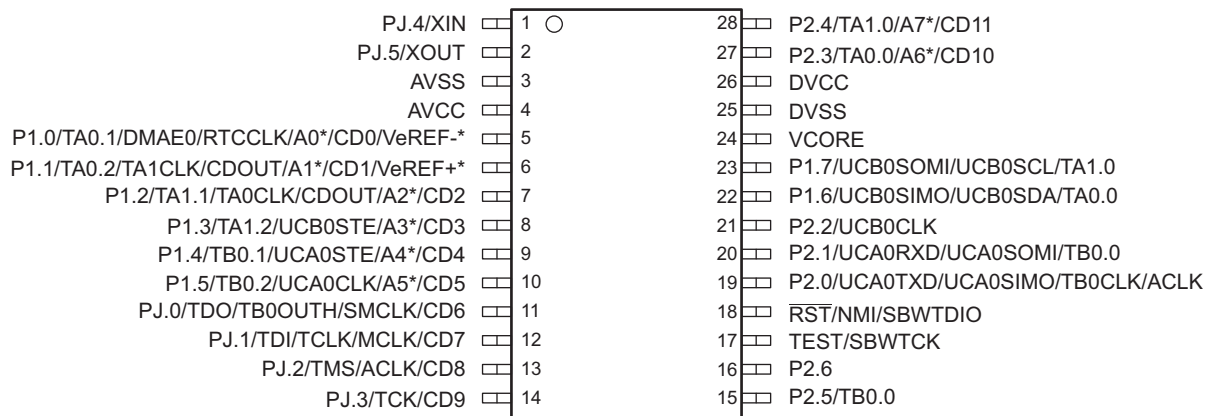 PJ.4/XIN 1 28 P2.4/TA1.0/A7*/CD11
PJ.5/XOUT 2 27 P2.3/TA0.0/A6*/CD10
AVSS 3 26 DVCC
AVCC 4 25 DVSS
P1.0/TA0.1/DMAE0/RTCCLK/A0*/CD0/VeREF-* 5 24 VCORE
P1.1/TA0.2/TA1CLK/CDOUT/A1*/CD1/VeREF+* 6 23 P1.7/UCB0SOMI/UCB0SCL/TA1.0
P1.2/TA1.1/TA0CLK/CDOUT/A2*/CD2 7 22 P1.6/UCB0SIMO/UCB0SDA/TA0.0
P1.3/TA1.2/UCB0STE/A3*/CD3 8 21 P2.2/UCB0CLK
P1.4/TB0.1/UCA0STE/A4*/CD4 9 20 P2.1/UCA0RXD/UCA0SOMI/TB0.0
P1.5/TB0.2/UCA0CLK/A5*/CD5 10 19 P2.0/UCA0TXD/UCA0SIMO/TB0CLK/ACLK
PJ.0/TDO/TB0OUTH/SMCLK/CD6 11 18 RST/NMI/SBWTDIO
PJ.1/TDI/TCLK/MCLK/CD7 12 17 TEST/SBWTCK
PJ.2/TMS/ACLK/CD8 13 16 P2.6
PJ.3/TCK/CD9 14 15 P2.5/TB0.0